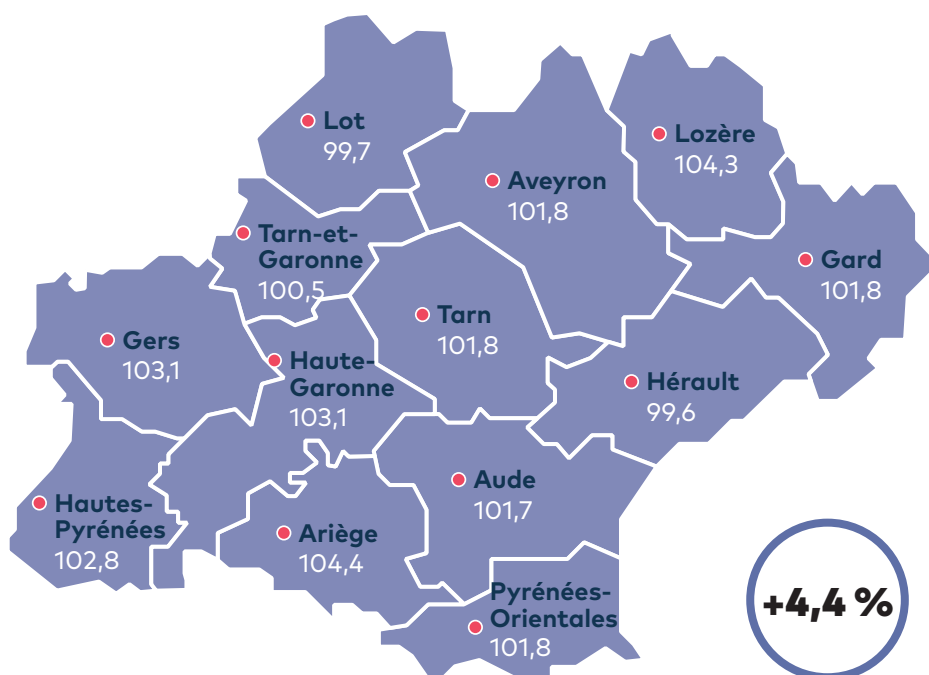 Lot
99,7
Lozère
104,3
Aveyron
101,8
Tarn-et-
Garonne
100,5
Gard
101,8
Tarn
101,8
Gers
103,1
Haute-
Garonne
103,1
Hérault
99,6
Aude
101,7
Hautes-
Pyrénées
102,8
Ariège
104,4
Pyrénées-
Orientales
101,8
+4,4 %